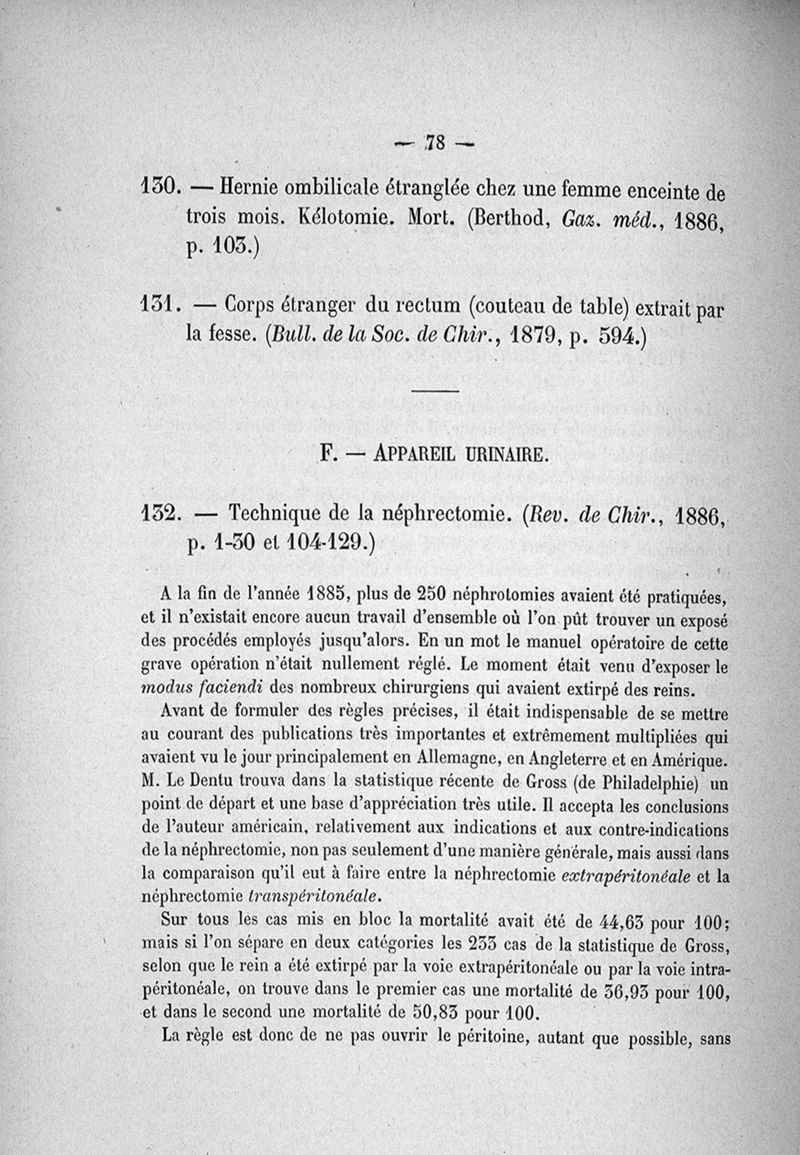 — 78 —
130. — Hernie ombilicale étranglée chez une femme enceinte de
trois mois. Kélotomie. Mort. (Berthod, Gaz. méd., 1886,
p. 103.)
131. — Corps étranger du rectum (couteau de table) extrait par
la fesse. (Bull. de la Soc. de Chir., 1879, p. 594.)
F. — APPAREIL URINAIRE.
132. — Technique de la néphrectomie. (Rev. de Chir., 1886,
p. 1-30 et 104-129.)
A la fin de l'année 1885, plus de 250 néphrotomies avaient été pratiquées,
et il n'existait encore aucun travail d'ensemble où l'on pût trouver un exposé
des procédés employés jusqu'alors. En un mot le manuel opératoire de cette
grave opération n'était nullement réglé. Le moment était venu d'exposer le
modus faciendi des nombreux chirurgiens qui avaient extirpé des reins.
Avant de formuler des règles précises, il était indispensable de se mettre
au courant des publications très importantes et extrêmement multipliées qui
avaient vu le jour principalement en Allemagne, en Angleterre et en Amérique.
M. Le Dentu trouva dans la statistique récente de Gross (de Philadelphie) un
point de départ et une base d'appréciation très utile. Il accepta les conclusions
de l'auteur américain, relativement aux indications et aux contre-indications
de la néphrectomie, non pas seulement d'une manière générale, mais aussi dans
la comparaison qu'il eut à faire entre la néphrectomie extrapéritonéale et la
néphrectomie transpéritonéale.
Sur tous les cas mis en bloc la mortalité avait été de 44,63 pour 100;
mais si l'on sépare en deux catégories les 233 cas de la statistique de Gross,
selon que le rein a été extirpé par la voie extrapéritonéale ou par la voie intra-
péritonéale, on trouve dans le premier cas une mortalité de 36,93 pour 100,
et dans le second une mortalité de 50,83 pour 100.
La règle est donc de ne pas ouvrir le péritoine, autant que possible, sans